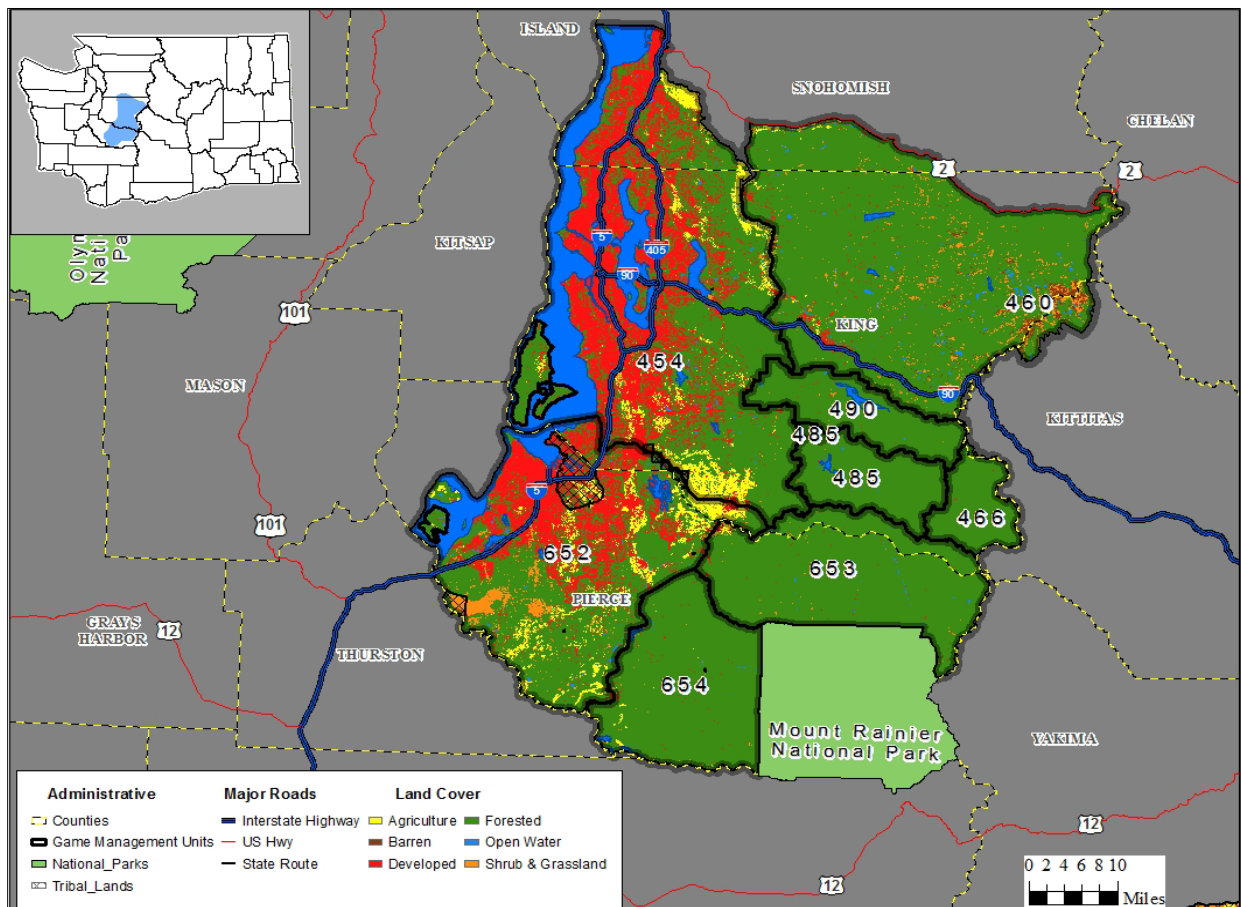 ISLAND
SNOHOMISH
CHELAN
2
2
Olym
Nati
Pa
KITSAP
5
405
90
101
460
KING
454
MASON
90
490
KITTITAS
485
485
5
101
466
652
653
PIERCE
GRAYS
HARBOR
12
THURSTON
654
Mount Rainier
National Park
YAKIMA
12
12
Administrative
Counties
Game Management Units
National_Parks
Tribal_Lands
Major Roads
Interstate Highway
US Hwy
State Route
Land Cover
Agriculture
Barren
Developed
Forested
Open Water
Shrub & Grassland
0 2 4 6 8 10
Miles